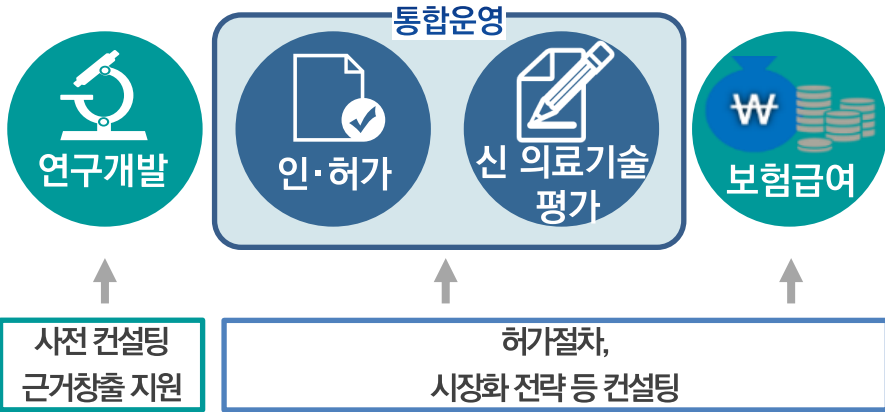 통합운영
연구개발
인·허가
신 의료기술
평가
₩
보험급여
사전 컨설팅
근거창출 지원
허가절차,
시장화 전략 등 컨설팅